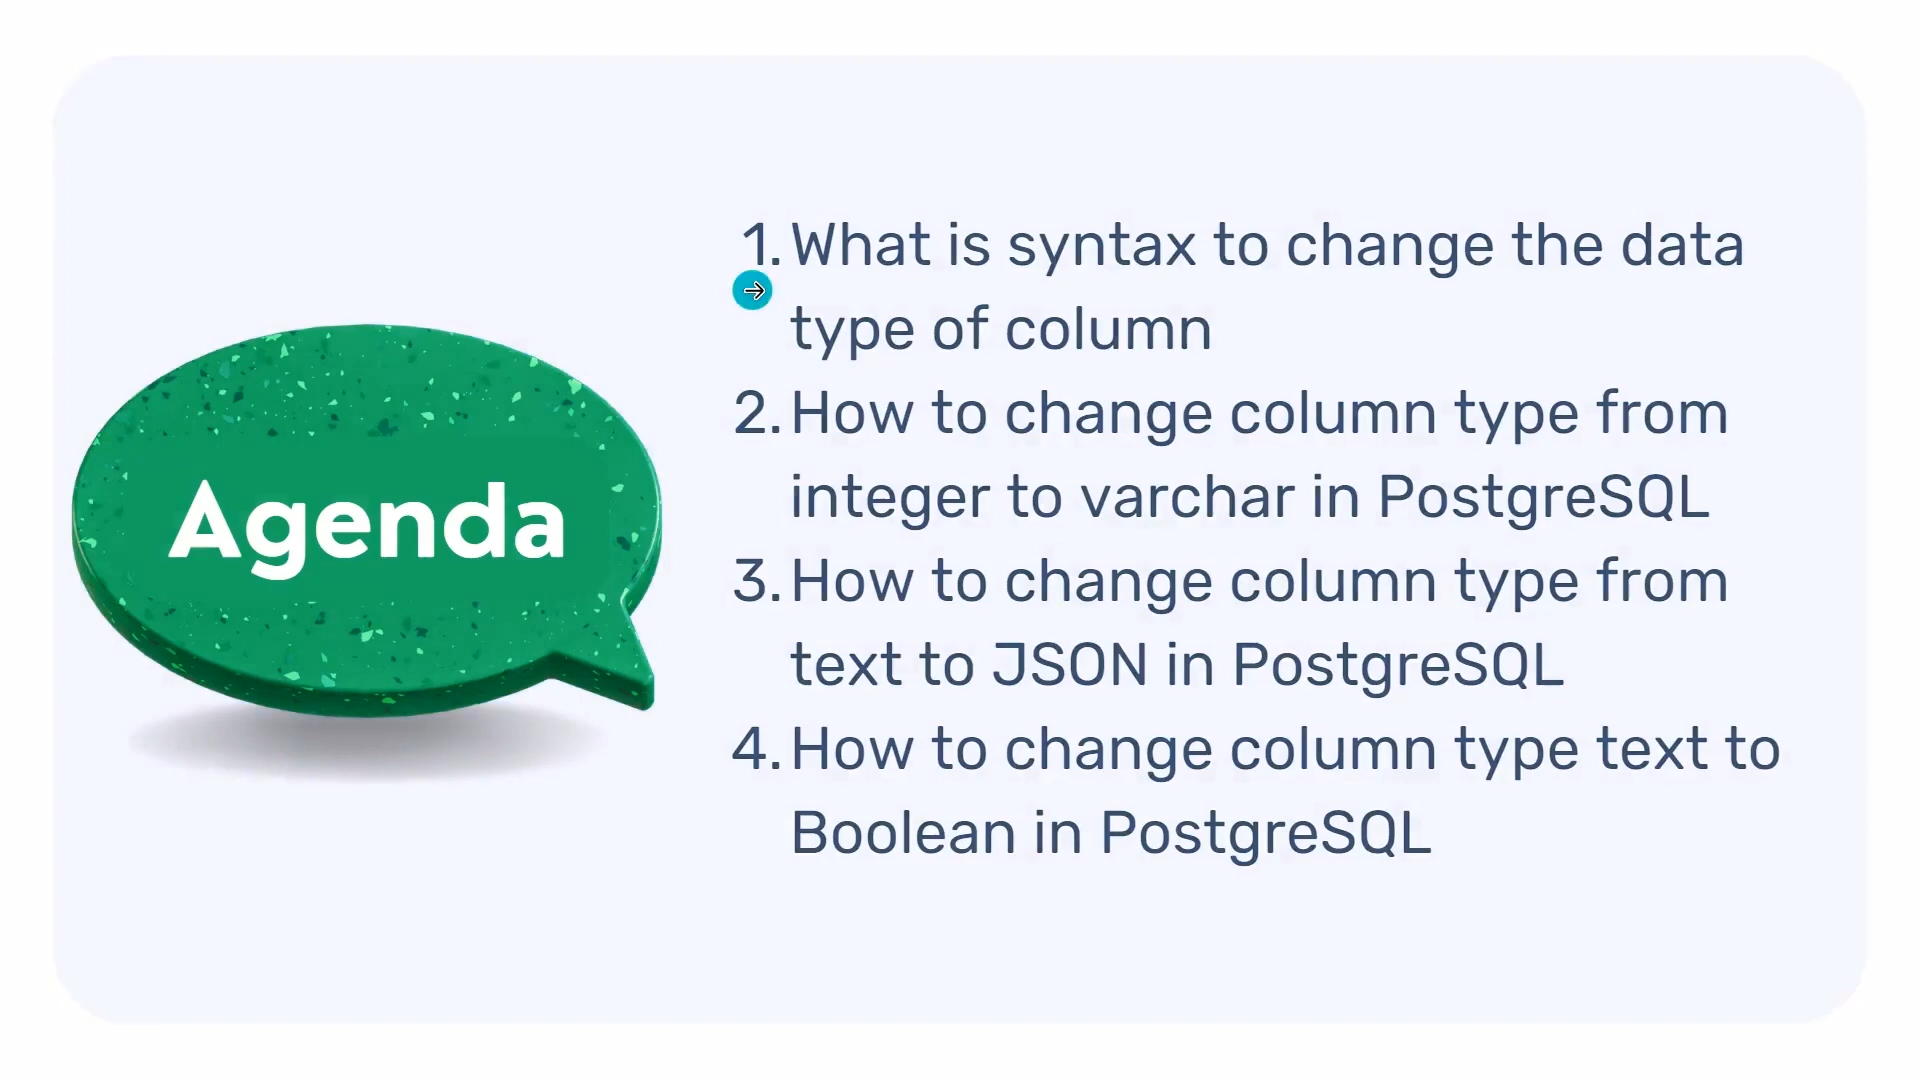 Agenda
1. What is syntax to change the data
type of column
2. How to change column type from
integer to varchar in PostgreSQL
3. How to change column type from
text to JSON in PostgreSQL
4. How to change column type text to
Boolean in PostgreSQL